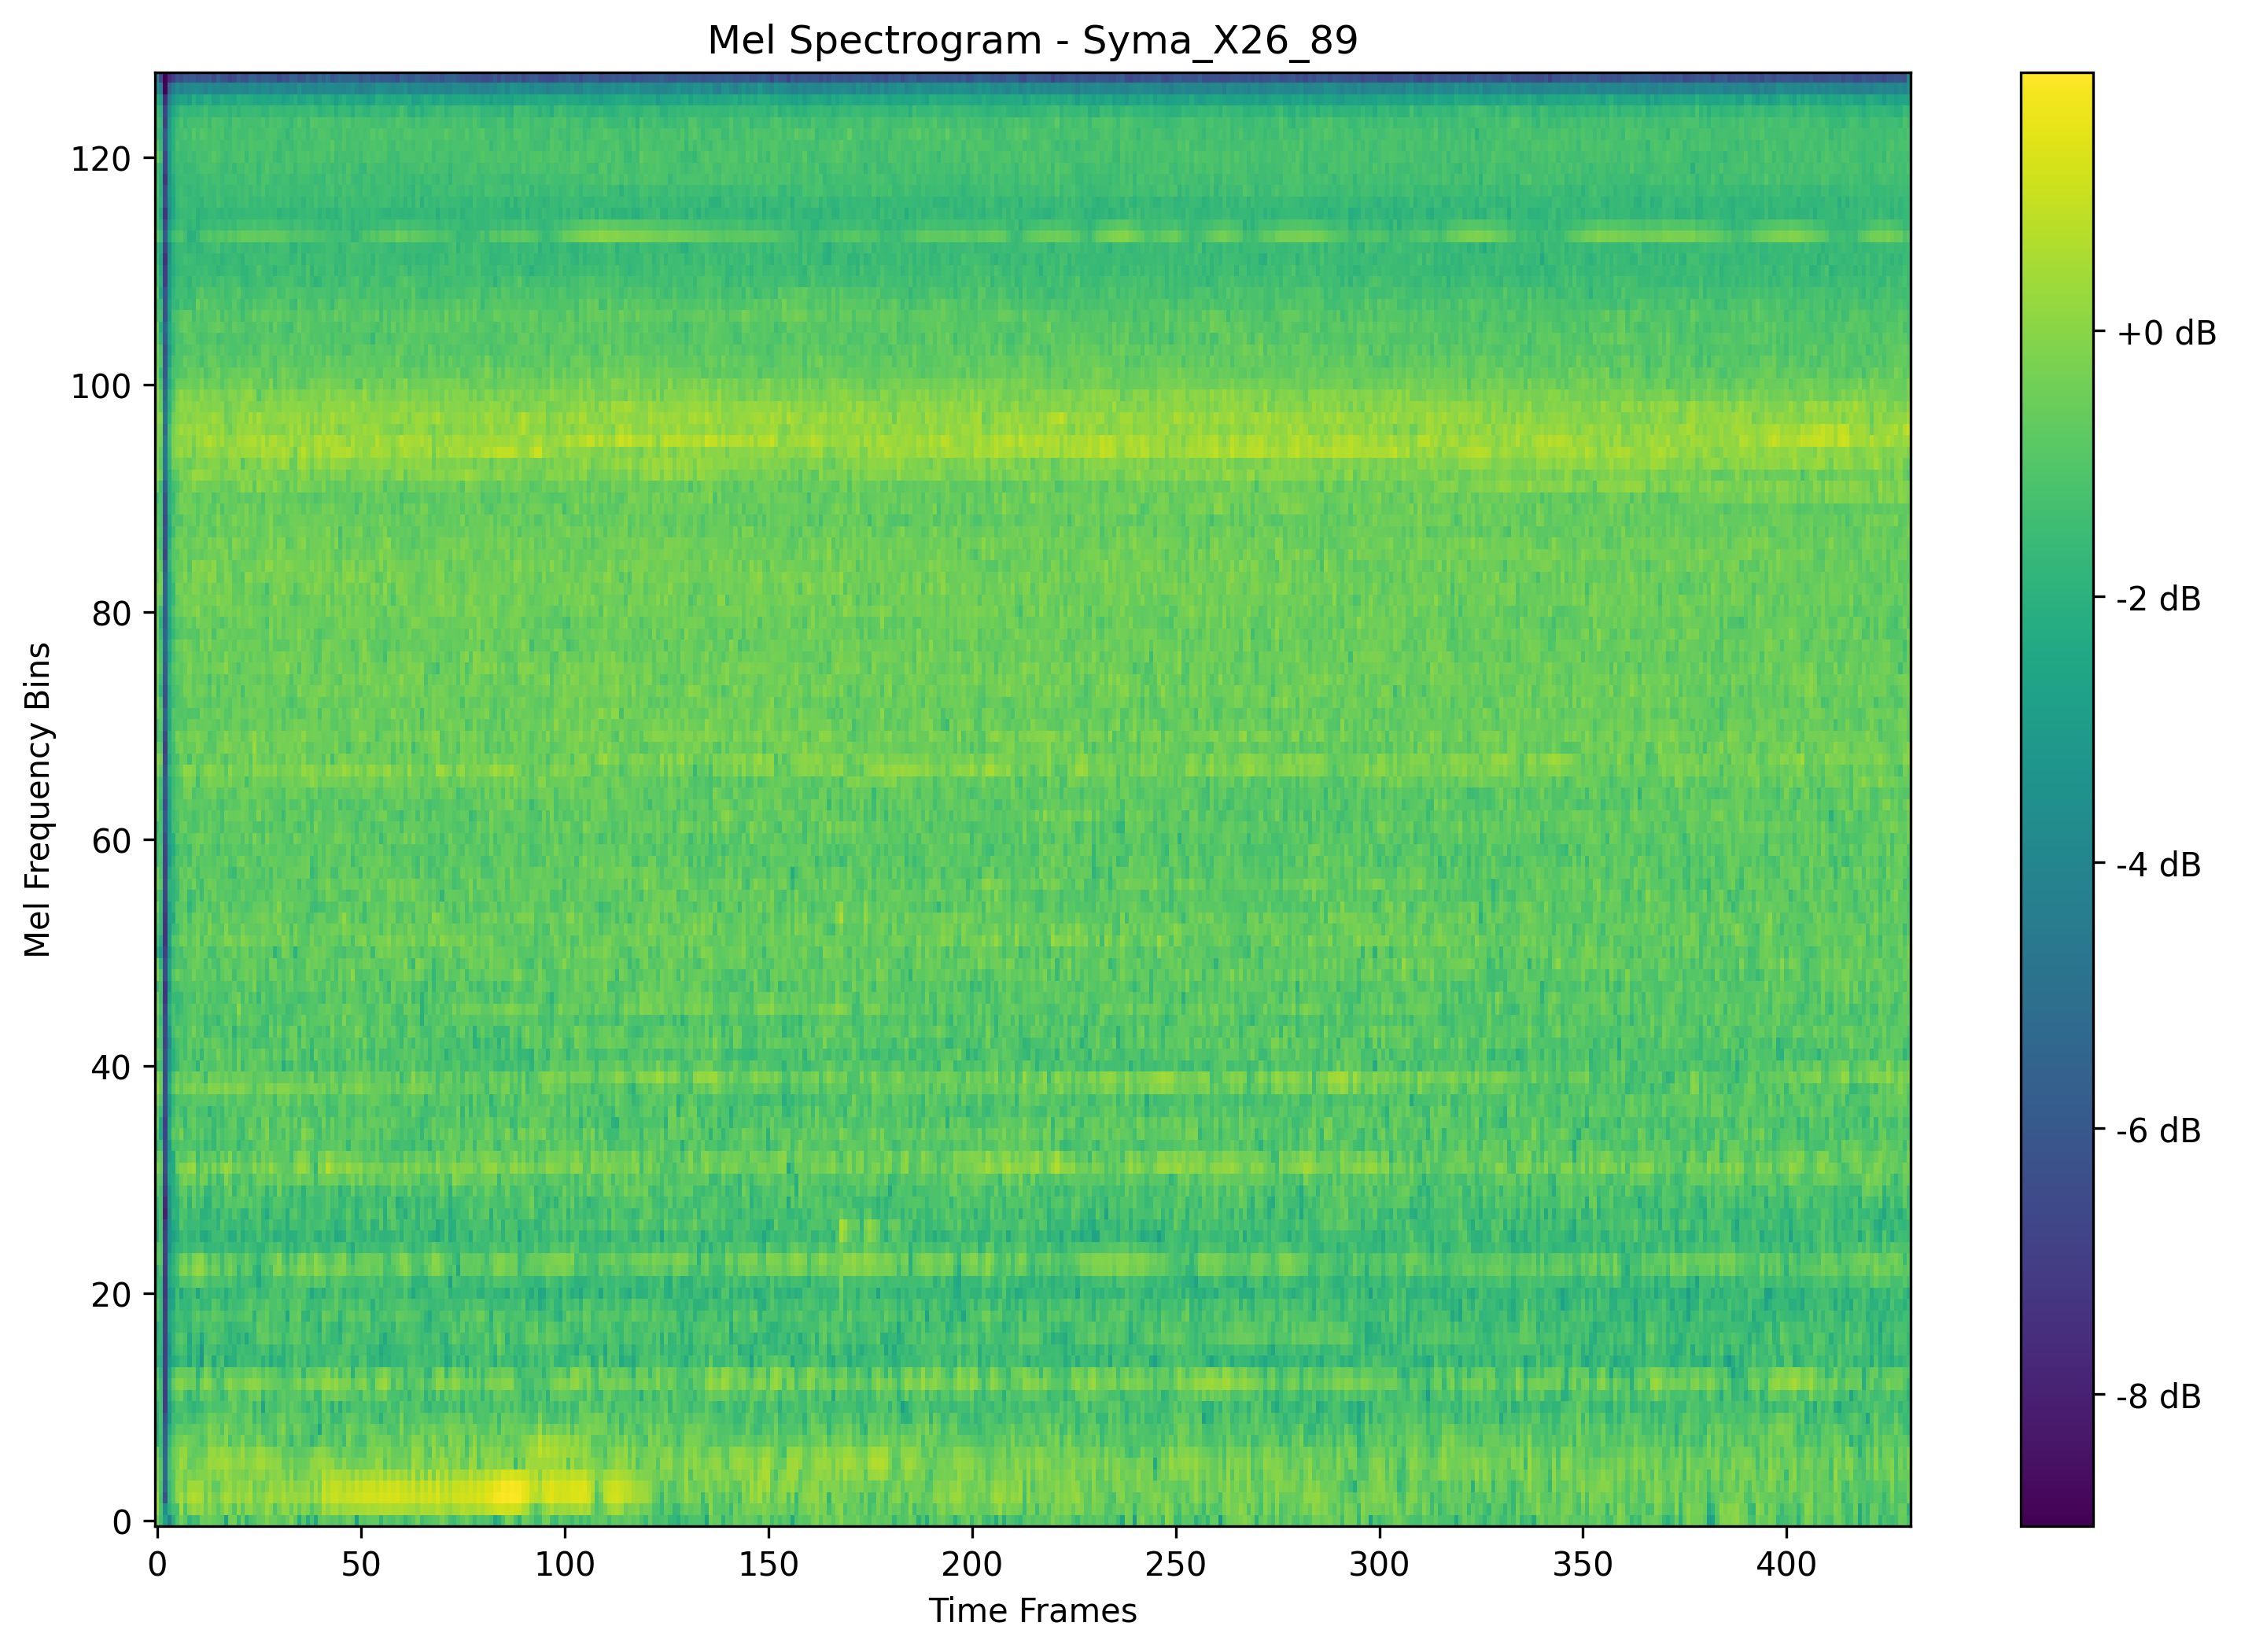 Mel Spectrogram - Syma_X26_89
Mel Frequency Bins
120
100
80
60
40
20
0
0 50 100 150 200 250 300 350 400
Time Frames
+0 dB
-2 dB
-4 dB
-6 dB
-8 dB